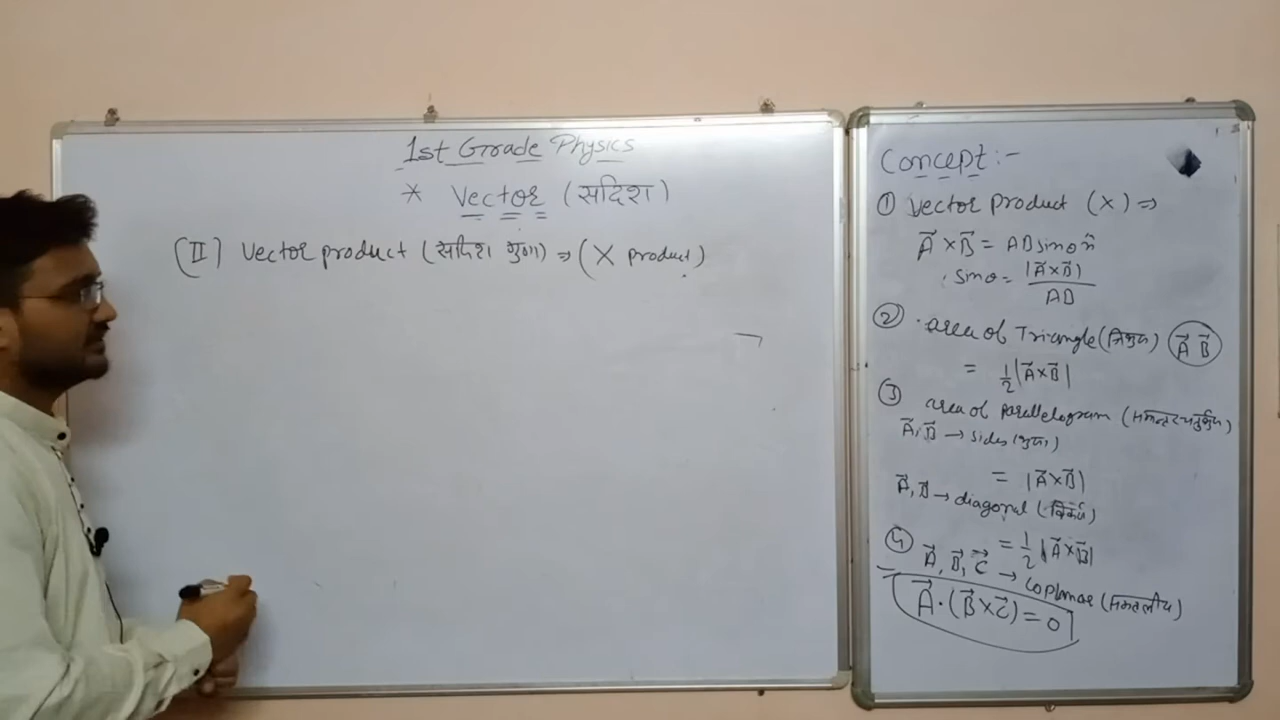 1st Grade Physics
* Vector (सदिश)
(II) Vector product (सदिश गुणा) ⇒ (X Product)
Concept :-
① Vector Product (X) ⇒
A⃗ × B⃗ = AB sinθ n̂
sinθ = |A⃗ × B⃗| / AB
② area of Triangle (त्रिभुज) A⃗ B⃗
= 1/2 |A⃗ × B⃗|
③ area of Parallelogram (समान्तर चतुर्भुज)
A⃗, B⃗ → sides (भुजा)
= |A⃗ × B⃗|
A⃗, B⃗ → diagonal (विकर्ण)
= 1/2 |A⃗ × B⃗|
④ A⃗, B⃗, C⃗ → Coplanar (समतलीय)
A⃗ · (B⃗ × C⃗) = 0